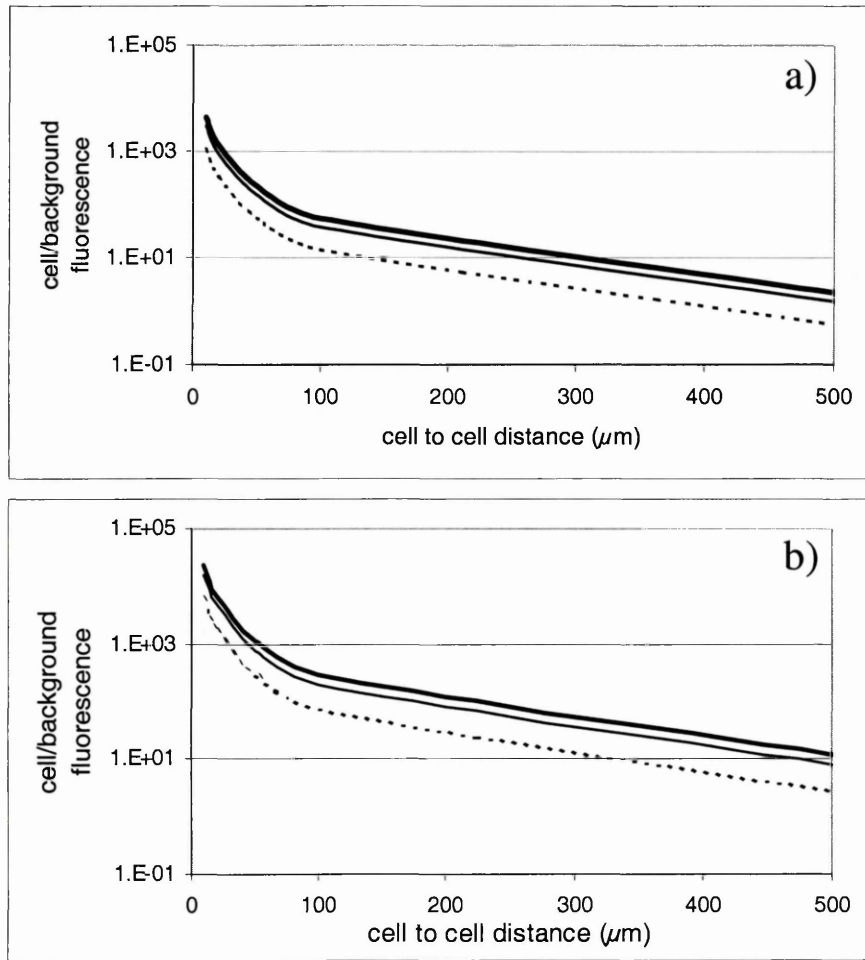 a)
1.E+05
1.E+03
1.E+01
1.E-01
cell/background
fluorescence
0 100 200 300 400 500
cell to cell distance (μm)
b)
1.E+05
1.E+03
1.E+01
1.E-01
cell/background
fluorescence
0 100 200 300 400 500
cell to cell distance (μm)